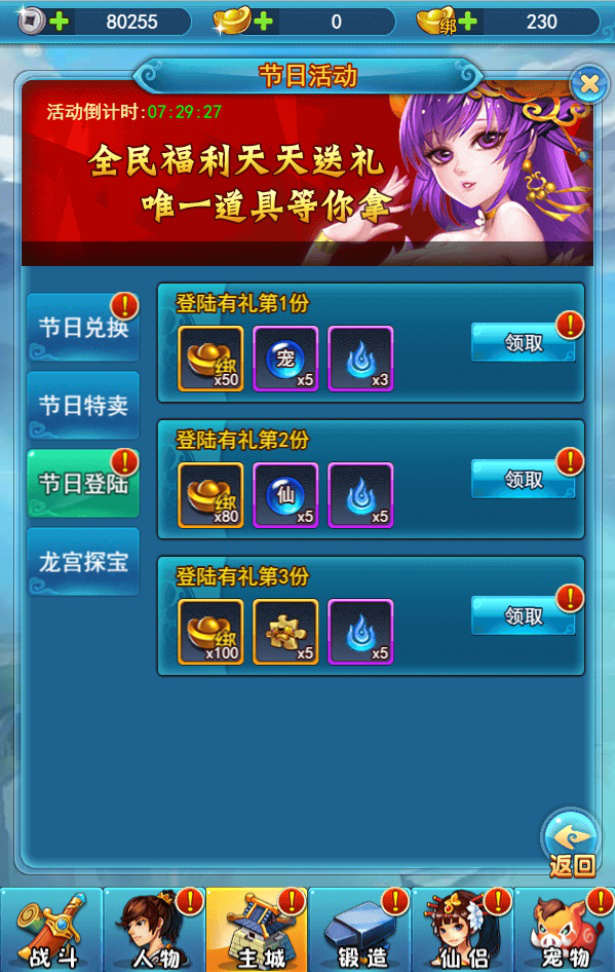 80255
0
绑
230
节日活动
活动倒计时:07:29:27
全民福利天天送礼
唯一道具等你拿
节日兑换
节日特卖
节日登陆
龙宫探宝
登陆有礼第1份
绑 x50
宠 x5
x3
领取
登陆有礼第2份
绑 x80
仙 x5
x5
领取
登陆有礼第3份
绑 x100
x5
x5
领取
返回
战斗
人物
主城
锻造
仙侣
宠物